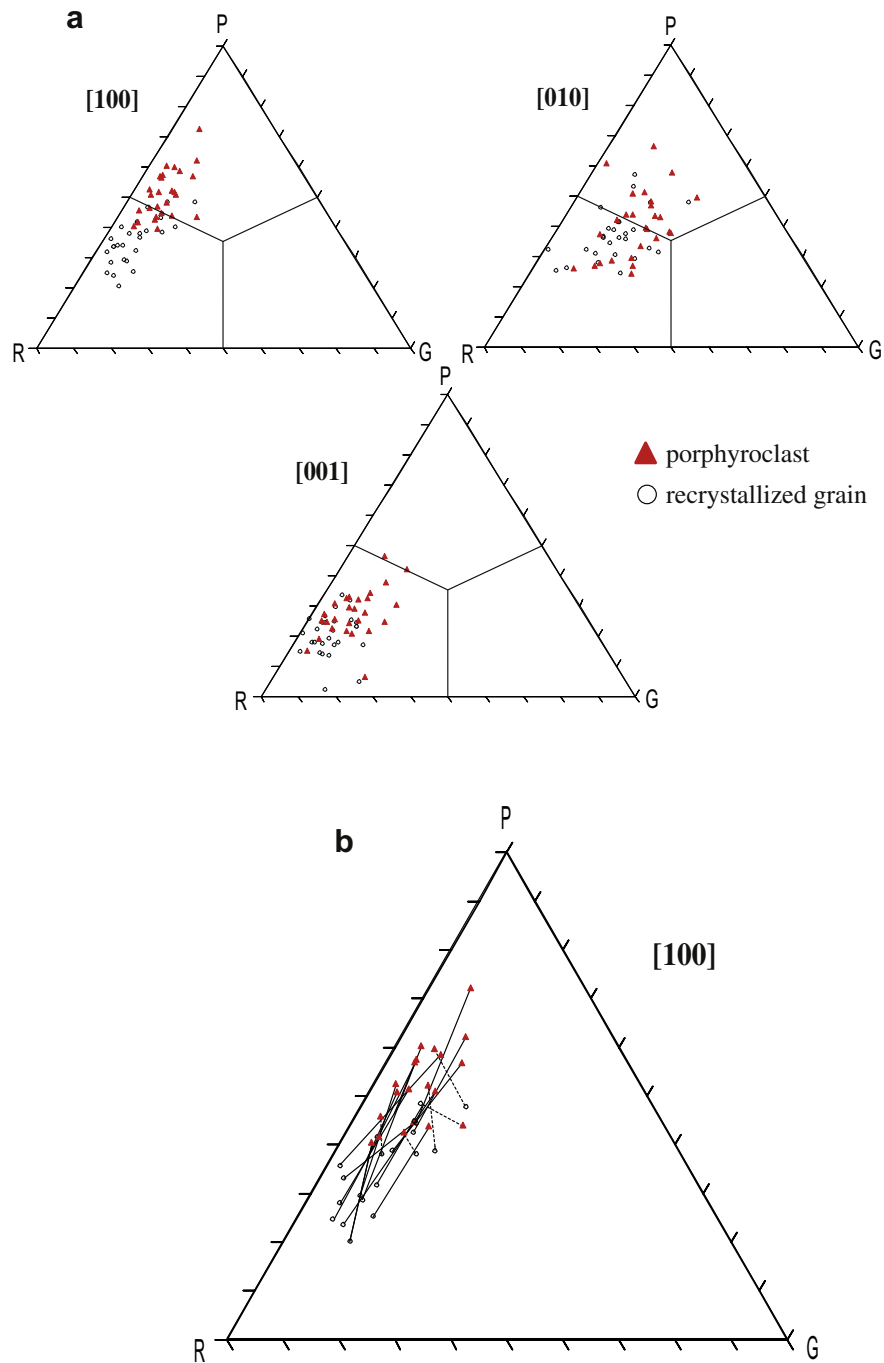 a
P
[100]
R
G
P
[010]
R
G
P
[001]
R
G
porphyroclast
recrystallized grain
b
P
[100]
R
G